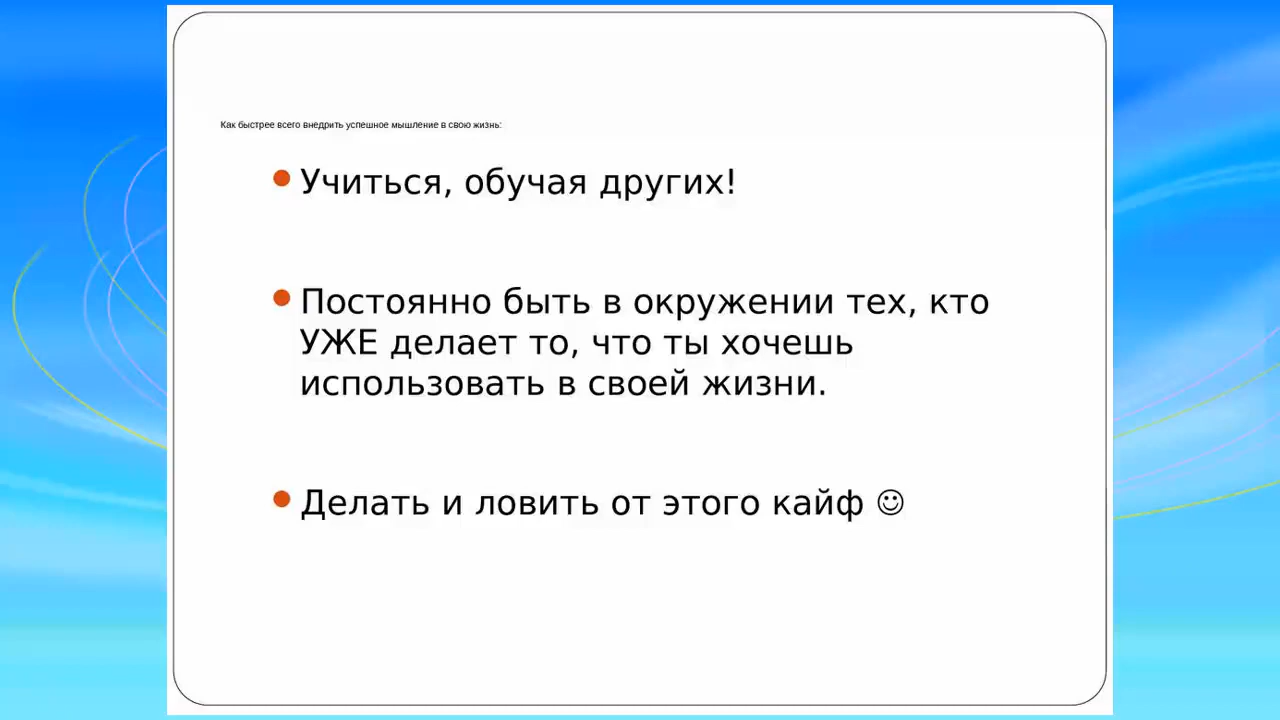 Как быстрее всего внедрить успешное мышление в свою жизнь:
Учиться, обучая других!
Постоянно быть в окружении тех, кто
УЖЕ делает то, что ты хочешь
использовать в своей жизни.
Делать и ловить от этого кайф ☺